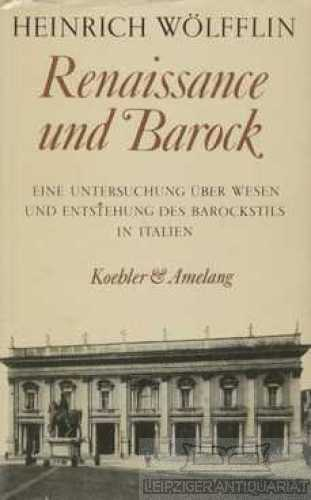 HEINRICH WÖLFFLIN
Renaissance
und Barock
EINE UNTERSUCHUNG ÜBER WESEN
UND ENTSTEHUNG DES BAROCKSTILS
IN ITALIEN
Koehler & Amelang
LEIPZIGER ANTIQUARIAT